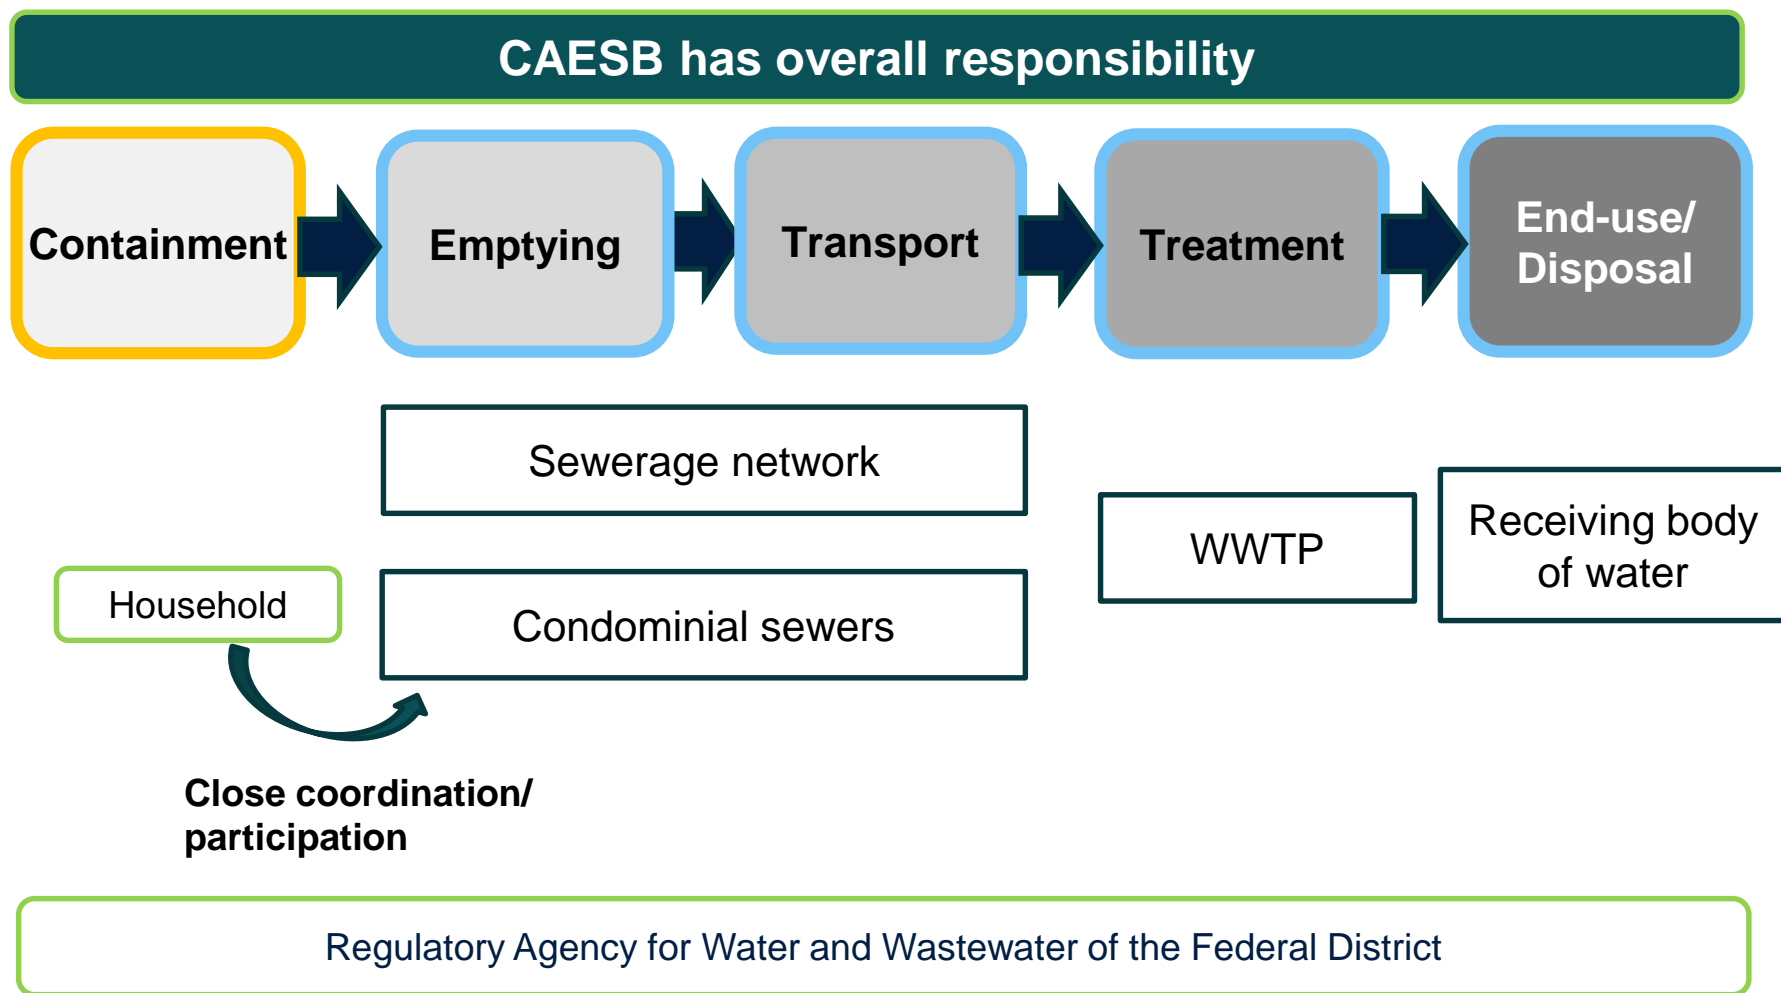 CAESB has overall responsibility
Containment
Emptying
Transport
Treatment
End-use/
Disposal
Sewerage network
WWTP
Receiving body
of water
Household
Condominial sewers
Close coordination/
participation
Regulatory Agency for Water and Wastewater of the Federal District